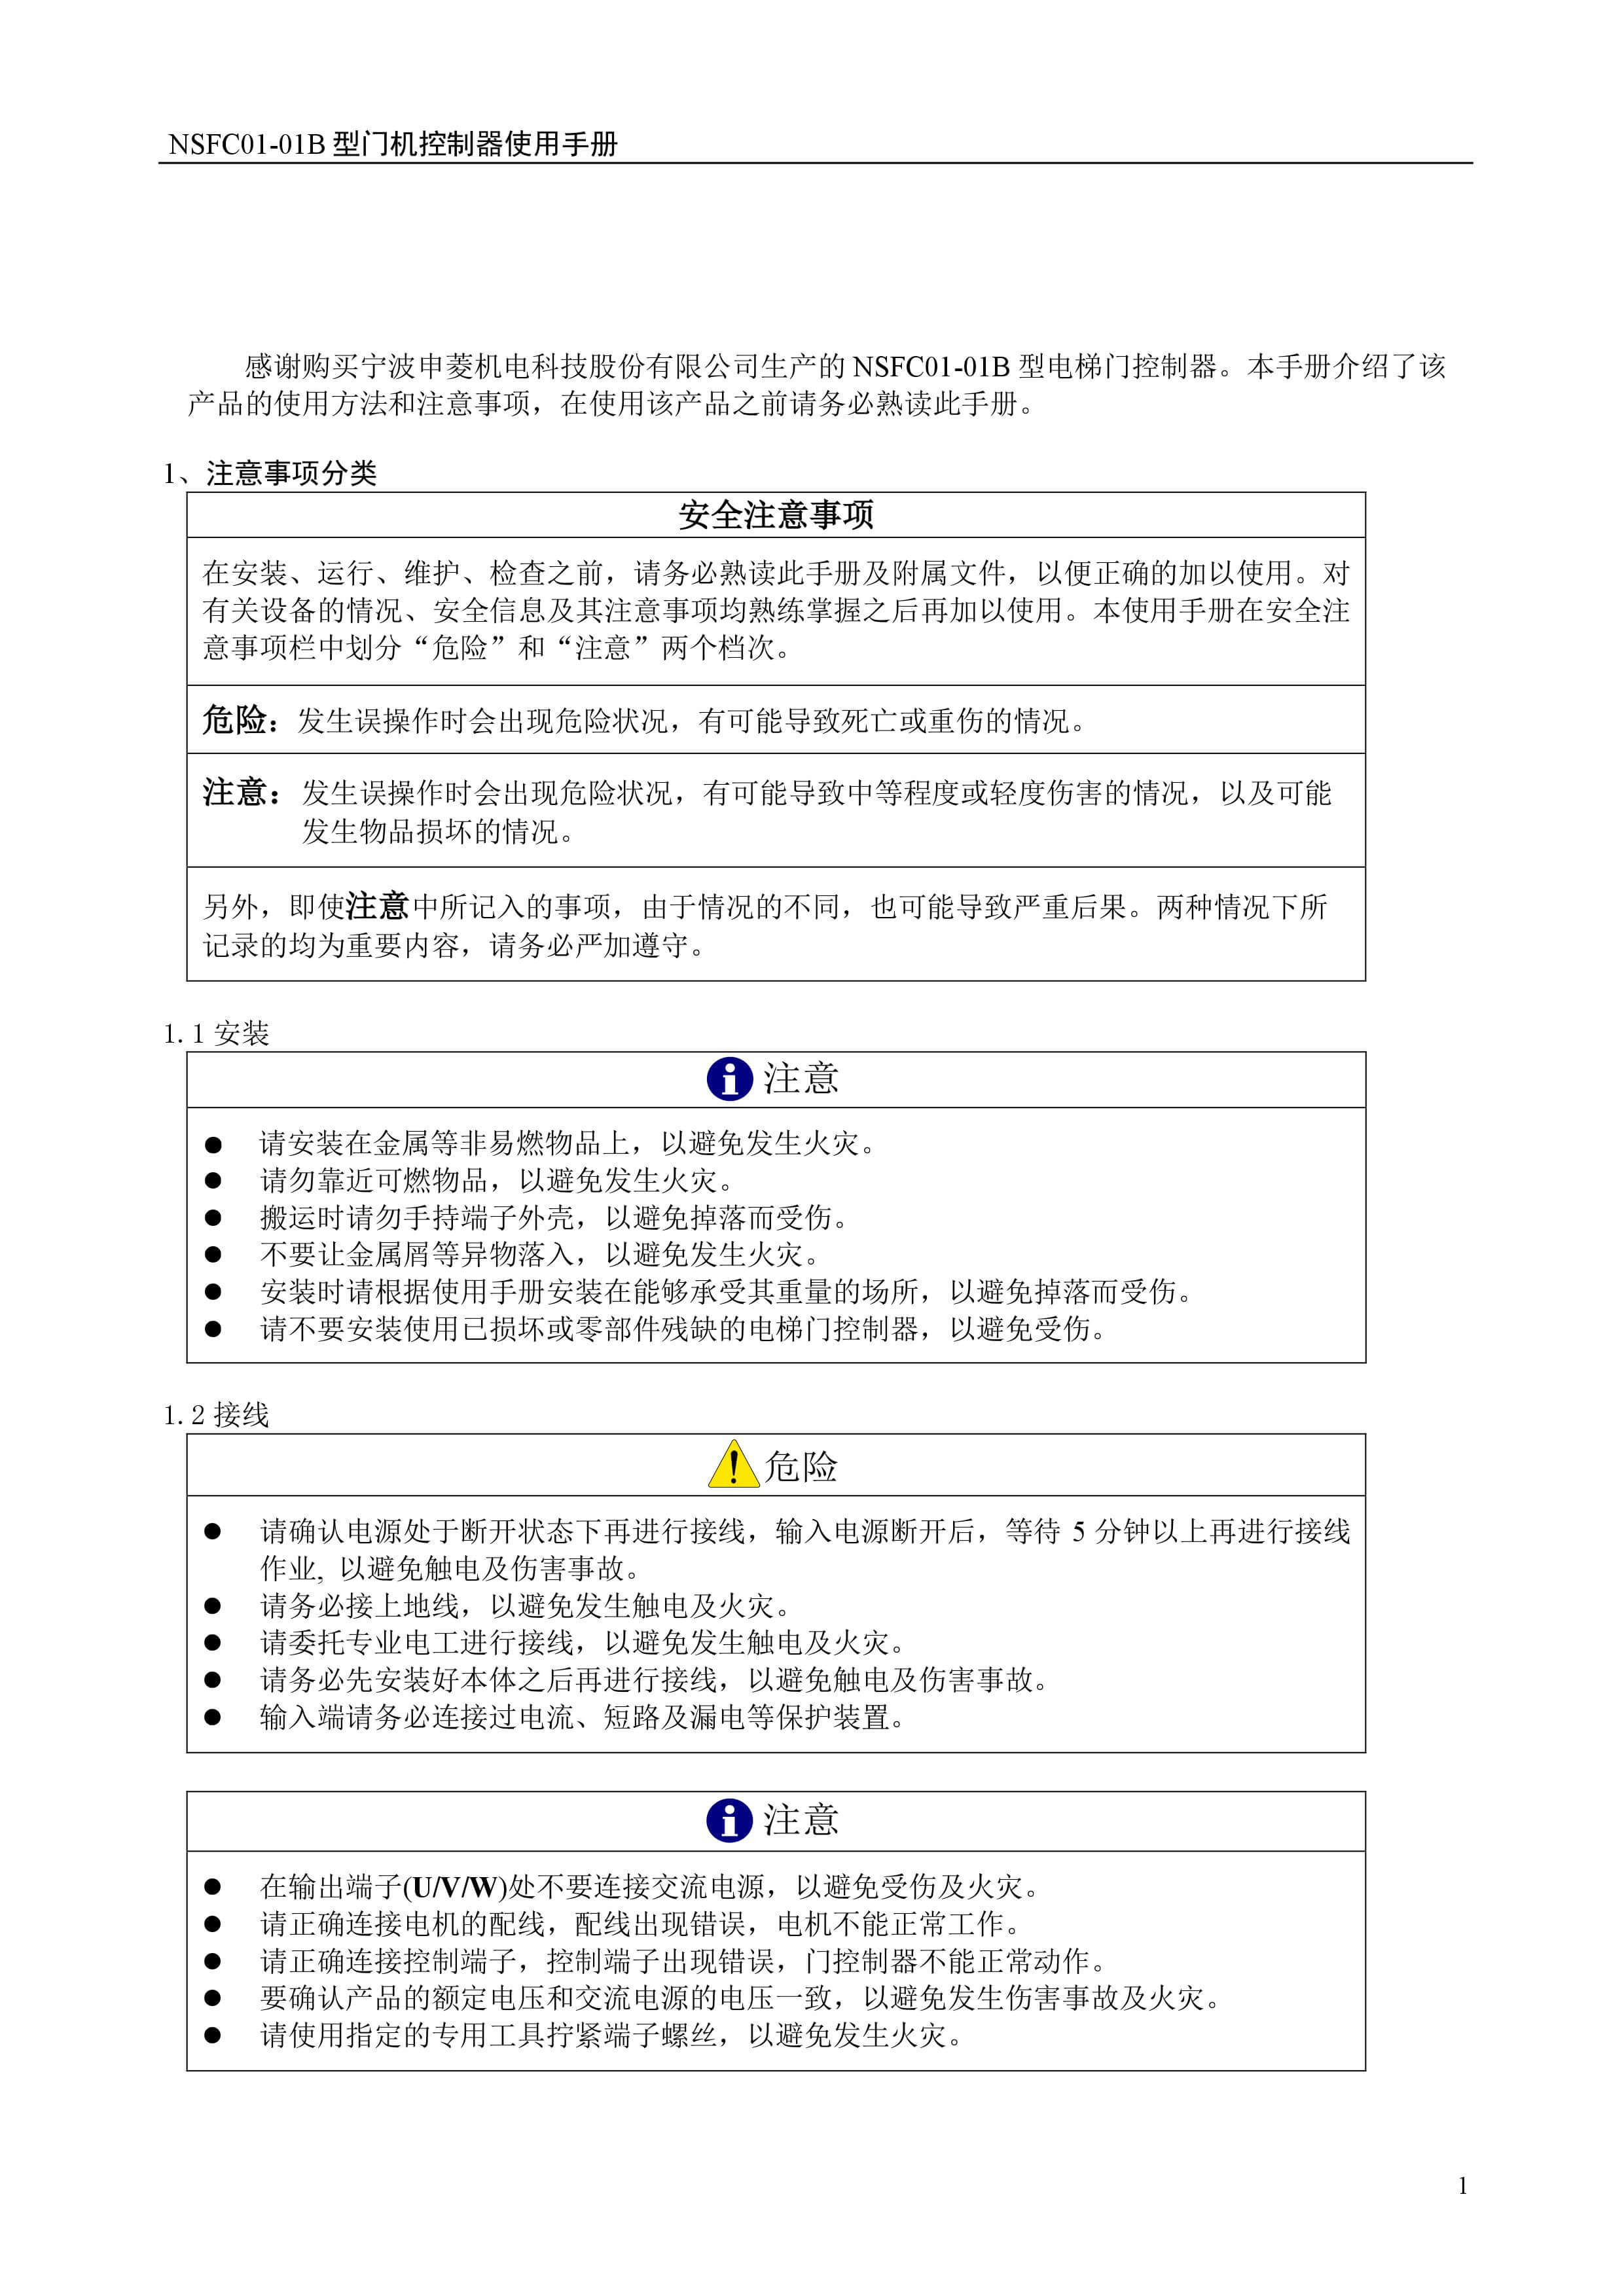 NSFC01-01B 型门机控制器使用手册
感谢购买宁波申菱机电科技股份有限公司生产的 NSFC01-01B 型电梯门控制器。本手册介绍了该
产品的使用方法和注意事项，在使用该产品之前请务必熟读此手册。
1、注意事项分类
安全注意事项
在安装、运行、维护、检查之前，请务必熟读此手册及附属文件，以便正确的加以使用。对
有关设备的情况、安全信息及其注意事项均熟练掌握之后再加以使用。本使用手册在安全注
意事项栏中划分“危险”和“注意”两个档次。
危险：发生误操作时会出现危险状况，有可能导致死亡或重伤的情况。
注意：发生误操作时会出现危险状况，有可能导致中等程度或轻度伤害的情况，以及可能
发生物品损坏的情况。
另外，即使注意中所记入的事项，由于情况的不同，也可能导致严重后果。两种情况下所
记录的均为重要内容，请务必严加遵守。
1.1 安装
注意
● 请安装在金属等非易燃物品上，以避免发生火灾。
● 请勿靠近可燃物品，以避免发生火灾。
● 搬运时请勿手持端子外壳，以避免掉落而受伤。
● 不要让金属屑等异物落入，以避免发生火灾。
● 安装时请根据使用手册安装在能够承受其重量的场所，以避免掉落而受伤。
● 请不要安装使用已损坏或零部件残缺的电梯门控制器，以避免受伤。
1.2 接线
危险
● 请确认电源处于断开状态下再进行接线，输入电源断开后，等待 5 分钟以上再进行接线
作业, 以避免触电及伤害事故。
● 请务必接上地线，以避免发生触电及火灾。
● 请委托专业电工进行接线，以避免发生触电及火灾。
● 请务必先安装好本体之后再进行接线，以避免触电及伤害事故。
● 输入端请务必连接过电流、短路及漏电等保护装置。
注意
● 在输出端子(U/V/W)处不要连接交流电源，以避免受伤及火灾。
● 请正确连接电机的配线，配线出现错误，电机不能正常工作。
● 请正确连接控制端子，控制端子出现错误，门控制器不能正常动作。
● 要确认产品的额定电压和交流电源的电压一致，以避免发生伤害事故及火灾。
● 请使用指定的专用工具拧紧端子螺丝，以避免发生火灾。
1